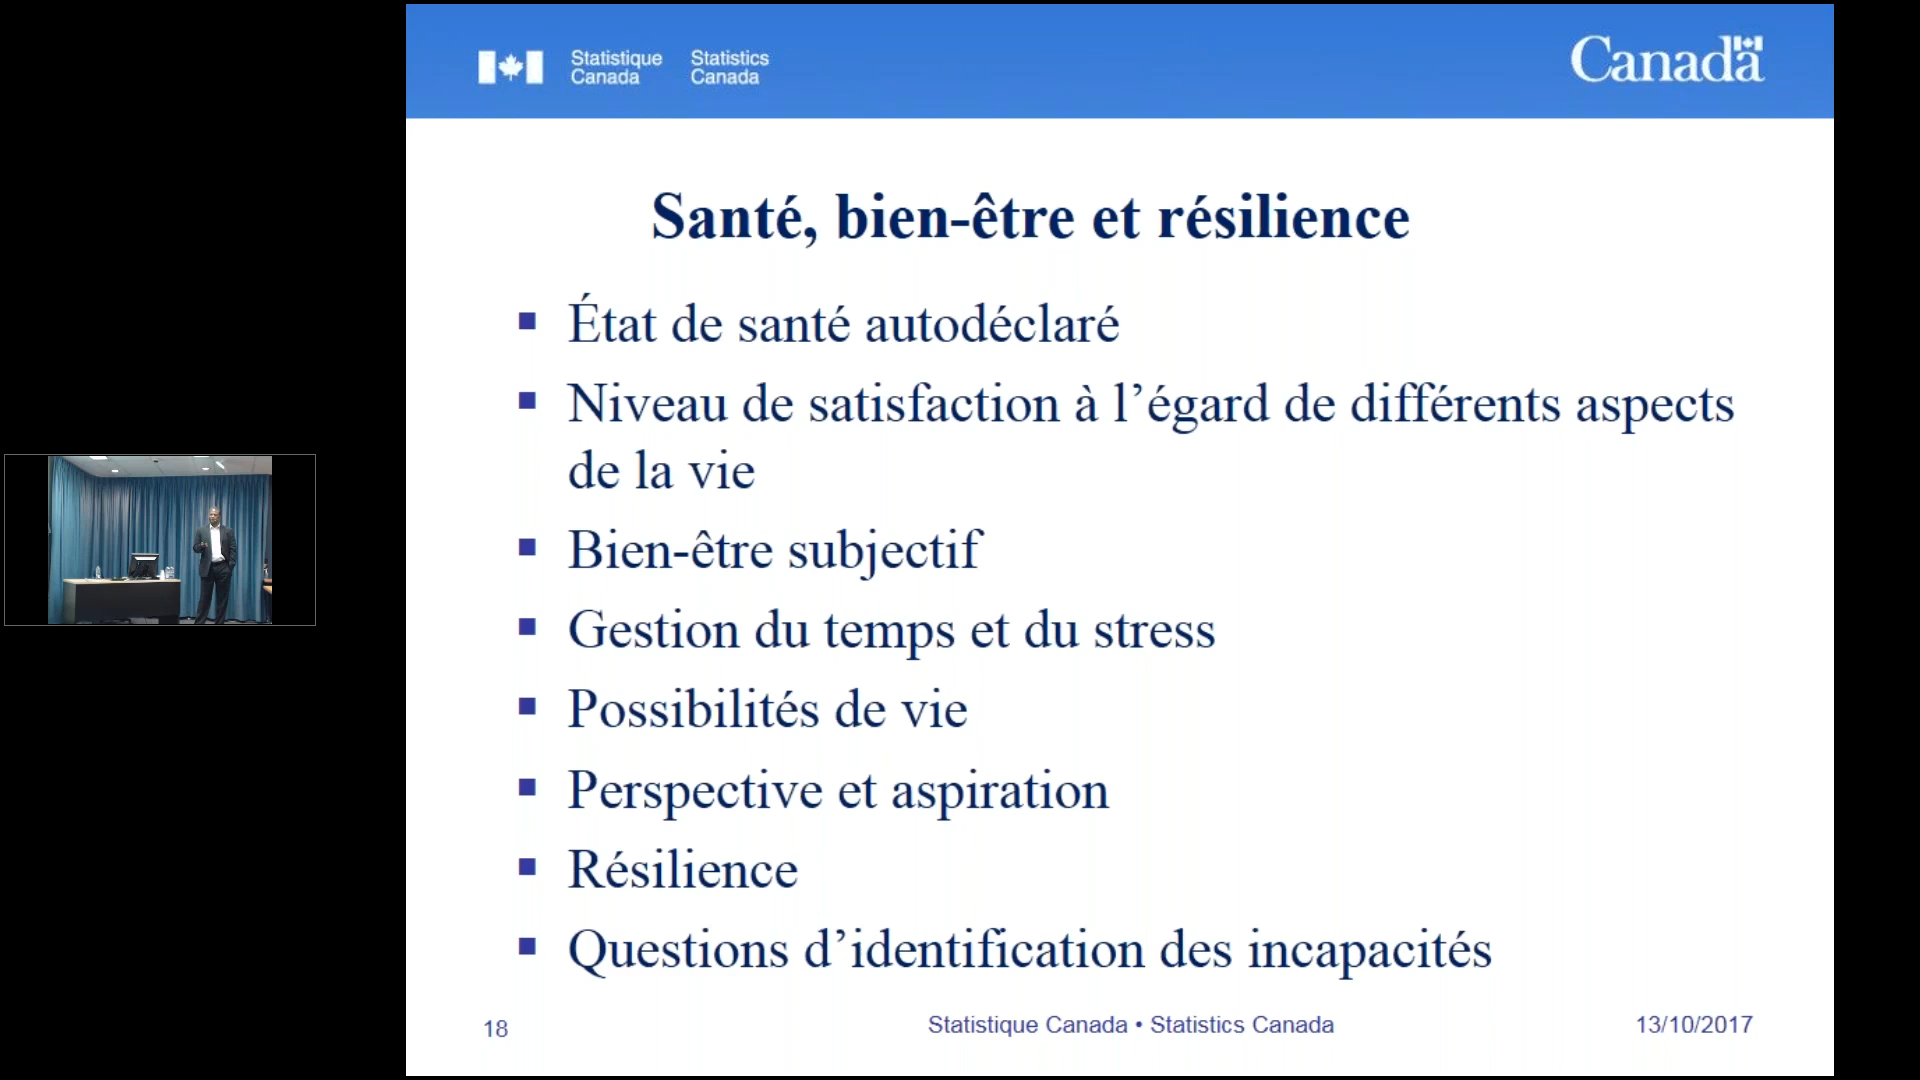 Statistique Statistics
Canada Canada
Canada
Santé, bien-être et résilience
▪ État de santé autodéclaré
▪ Niveau de satisfaction à l’égard de différents aspects
de la vie
▪ Bien-être subjectif
▪ Gestion du temps et du stress
▪ Possibilités de vie
▪ Perspective et aspiration
▪ Résilience
▪ Questions d’identification des incapacités
18 Statistique Canada • Statistics Canada 13/10/2017